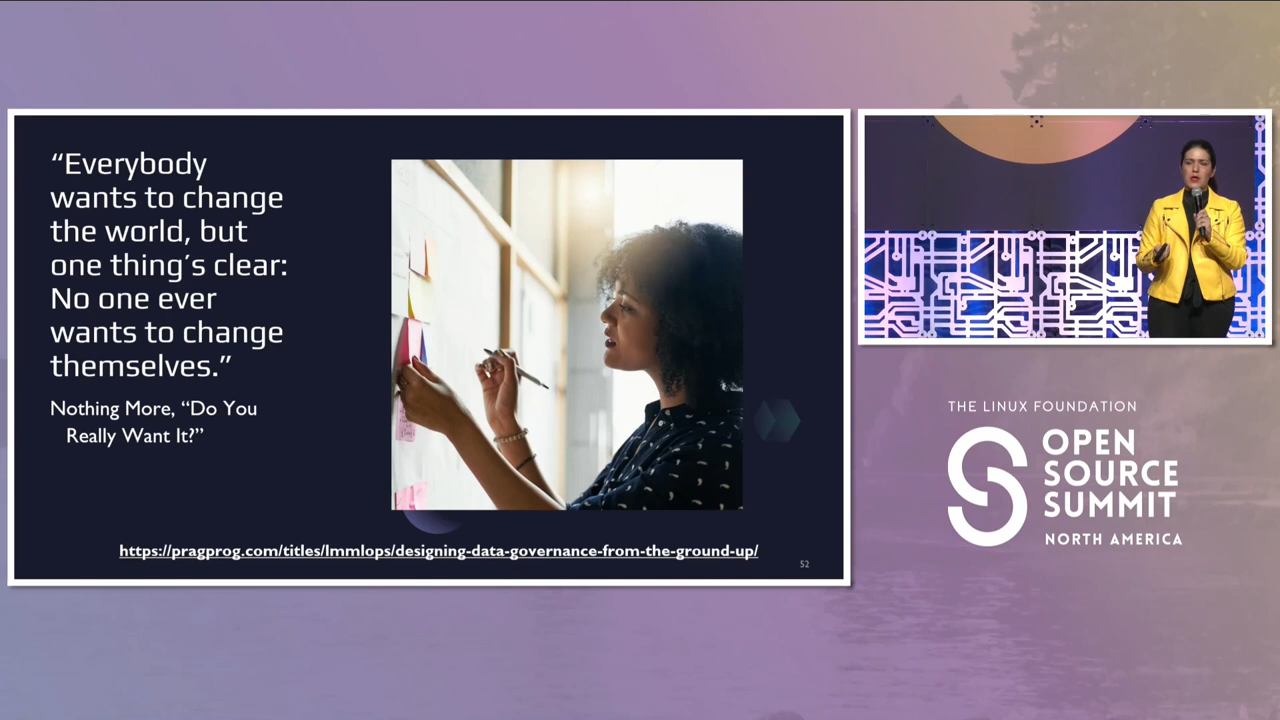 “Everybody
wants to change
the world, but
one thing’s clear:
No one ever
wants to change
themselves.”
Nothing More, “Do You
Really Want It?”
https://pragprog.com/titles/lmmlops/designing-data-governance-from-the-ground-up/
52
THE LINUX FOUNDATION
OPEN
SOURCE
SUMMIT
NORTH AMERICA